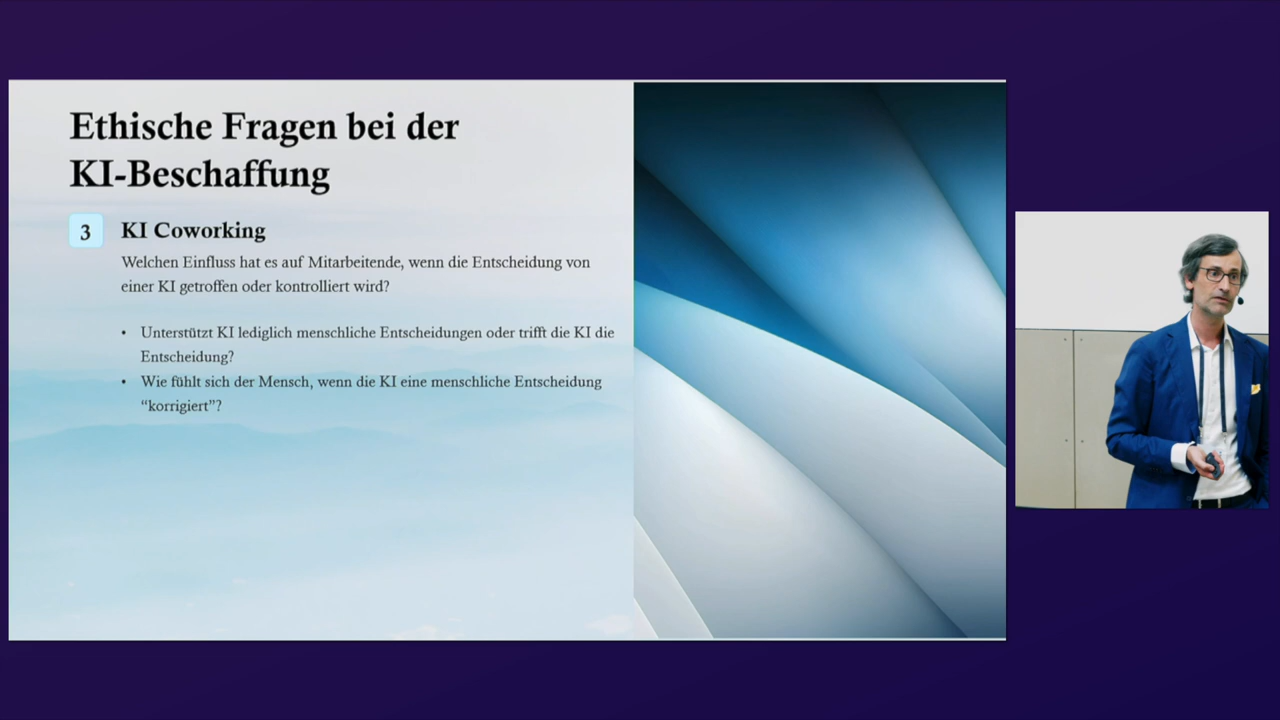 Ethische Fragen bei der
KI-Beschaffung
3
KI Coworking
Welchen Einfluss hat es auf Mitarbeitende, wenn die Entscheidung von
einer KI getroffen oder kontrolliert wird?
• Unterstützt KI lediglich menschliche Entscheidungen oder trifft die KI die
Entscheidung?
• Wie fühlt sich der Mensch, wenn die KI eine menschliche Entscheidung
“korrigiert”?